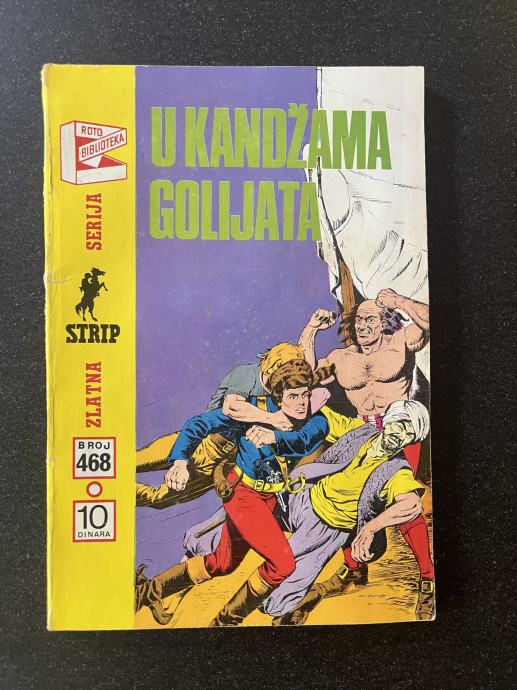 ROTO
BIBLIOTEKA
U KANDŽAMA
GOLIJATA
ZLATNA SERIJA
STRIP
BROJ
468
10
DINARA